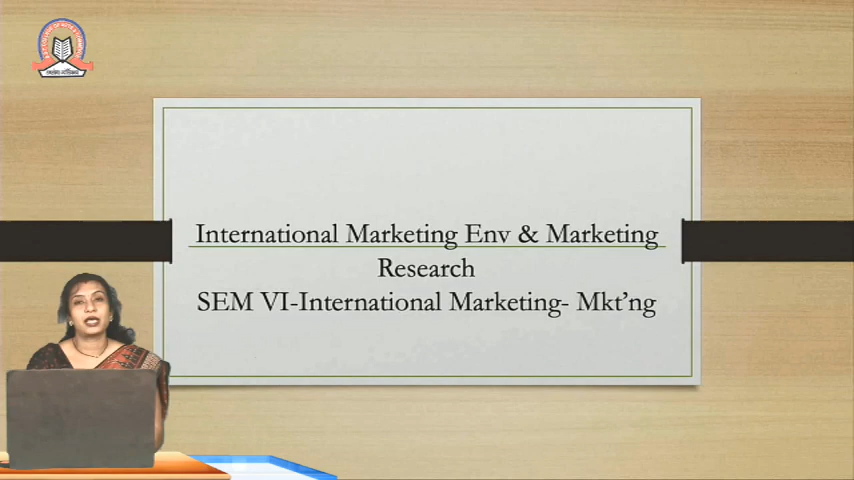 International Marketing Env & Marketing
Research
SEM VI-International Marketing- Mkt'ng